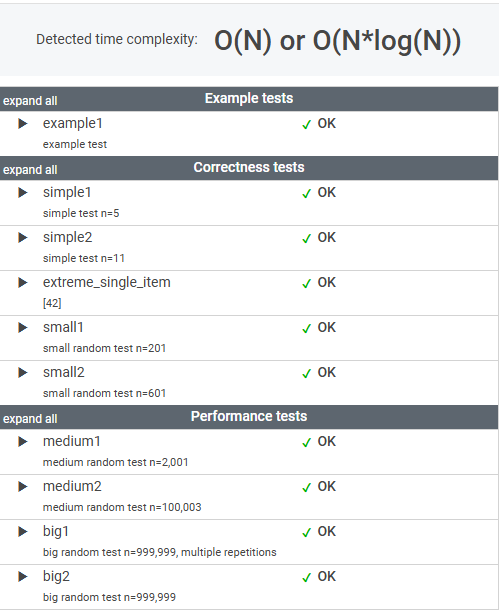 Detected time complexity: O(N) or O(N*log(N))
expand all Example tests
▶ example1 ✓ OK
example test
expand all Correctness tests
▶ simple1 ✓ OK
simple test n=5
▶ simple2 ✓ OK
simple test n=11
▶ extreme_single_item ✓ OK
[42]
▶ small1 ✓ OK
small random test n=201
▶ small2 ✓ OK
small random test n=601
expand all Performance tests
▶ medium1 ✓ OK
medium random test n=2,001
▶ medium2 ✓ OK
medium random test n=100,003
▶ big1 ✓ OK
big random test n=999,999, multiple repetitions
▶ big2 ✓ OK
big random test n=999,999